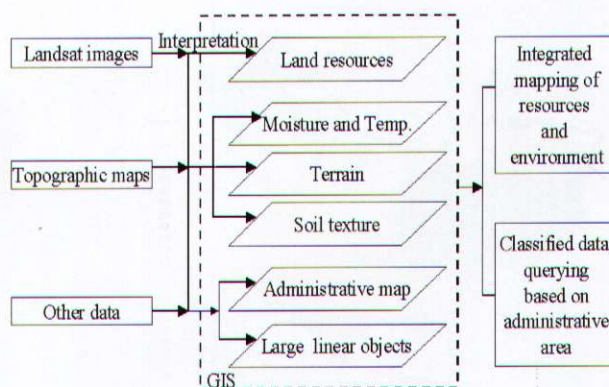 Landsat images
Interpretation
Land resources
Moisture and Temp.
Topographic maps
Terrain
Soil texture
Other data
Administrative map
Large linear objects
GIS
Integrated
mapping of
resources
and
environment
Classified data
querying
based on
administrative
area